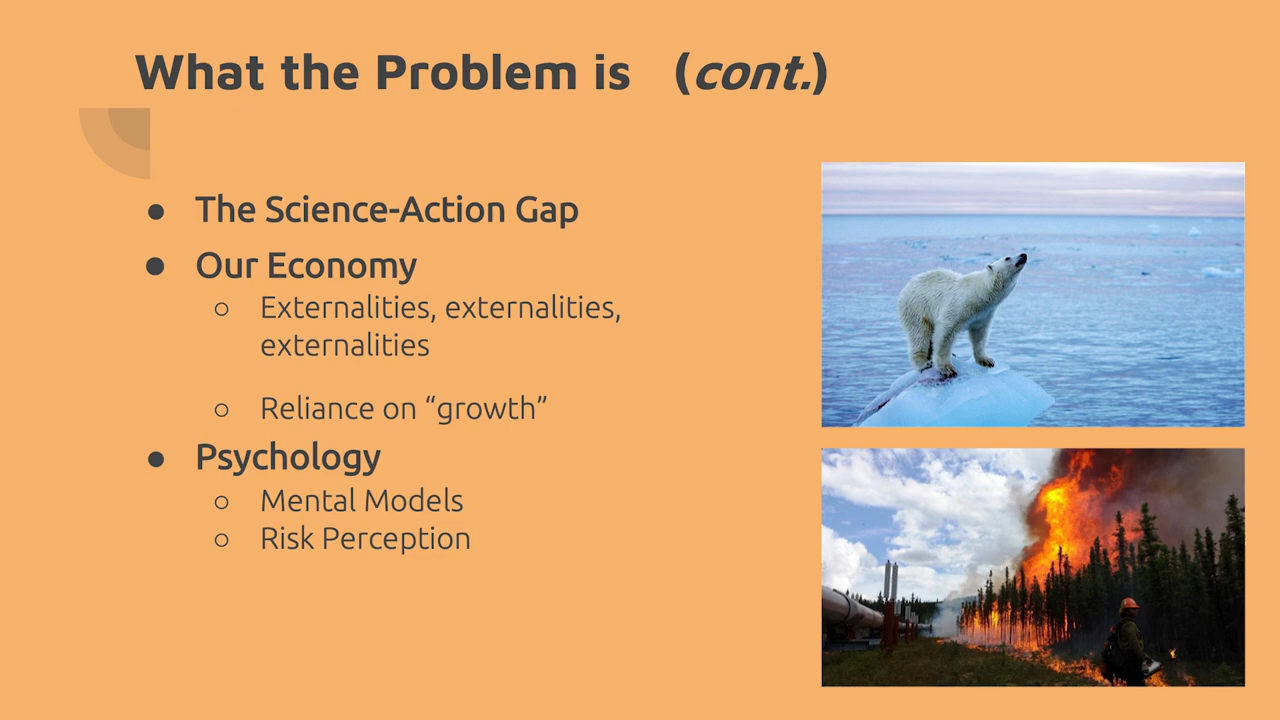 What the Problem is (cont.)
● The Science-Action Gap
● Our Economy
○ Externalities, externalities,
externalities
○ Reliance on “growth”
● Psychology
○ Mental Models
○ Risk Perception